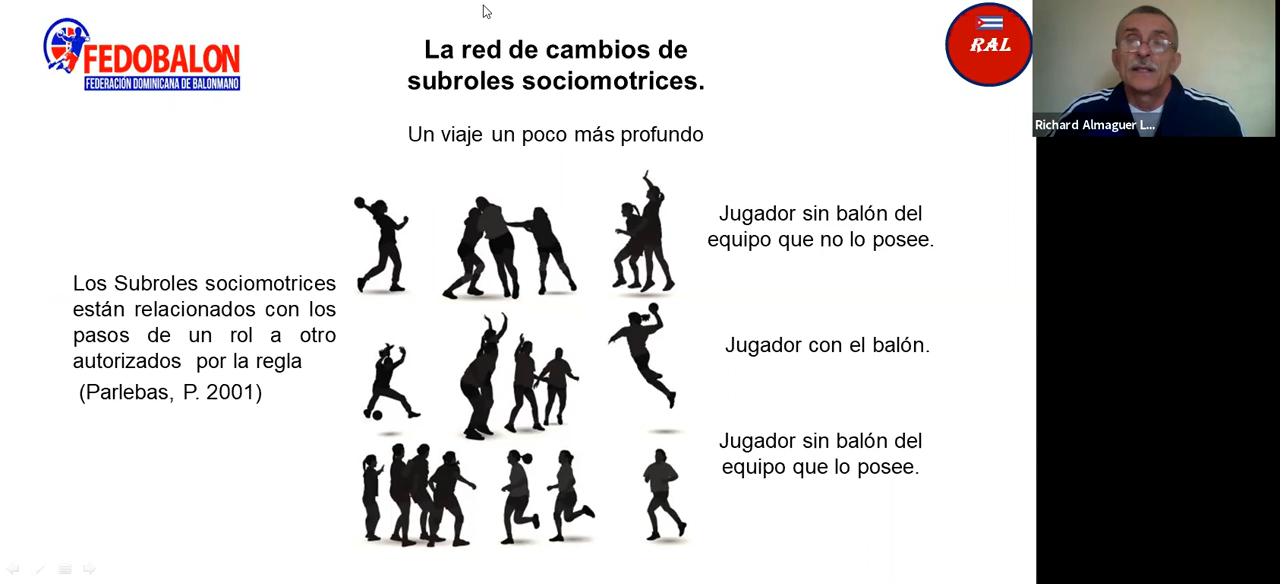 FEDOBALON
FEDERACIÓN DOMINICANA DE BALONMANO
La red de cambios de
subroles sociomotrices.
RAL
Richard Almaguer L...
Un viaje un poco más profundo
Jugador sin balón del
equipo que no lo posee.
Los Subroles sociomotrices
están relacionados con los
pasos de un rol a otro
autorizados por la regla
(Parlebas, P. 2001)
Jugador con el balón.
Jugador sin balón del
equipo que lo posee.